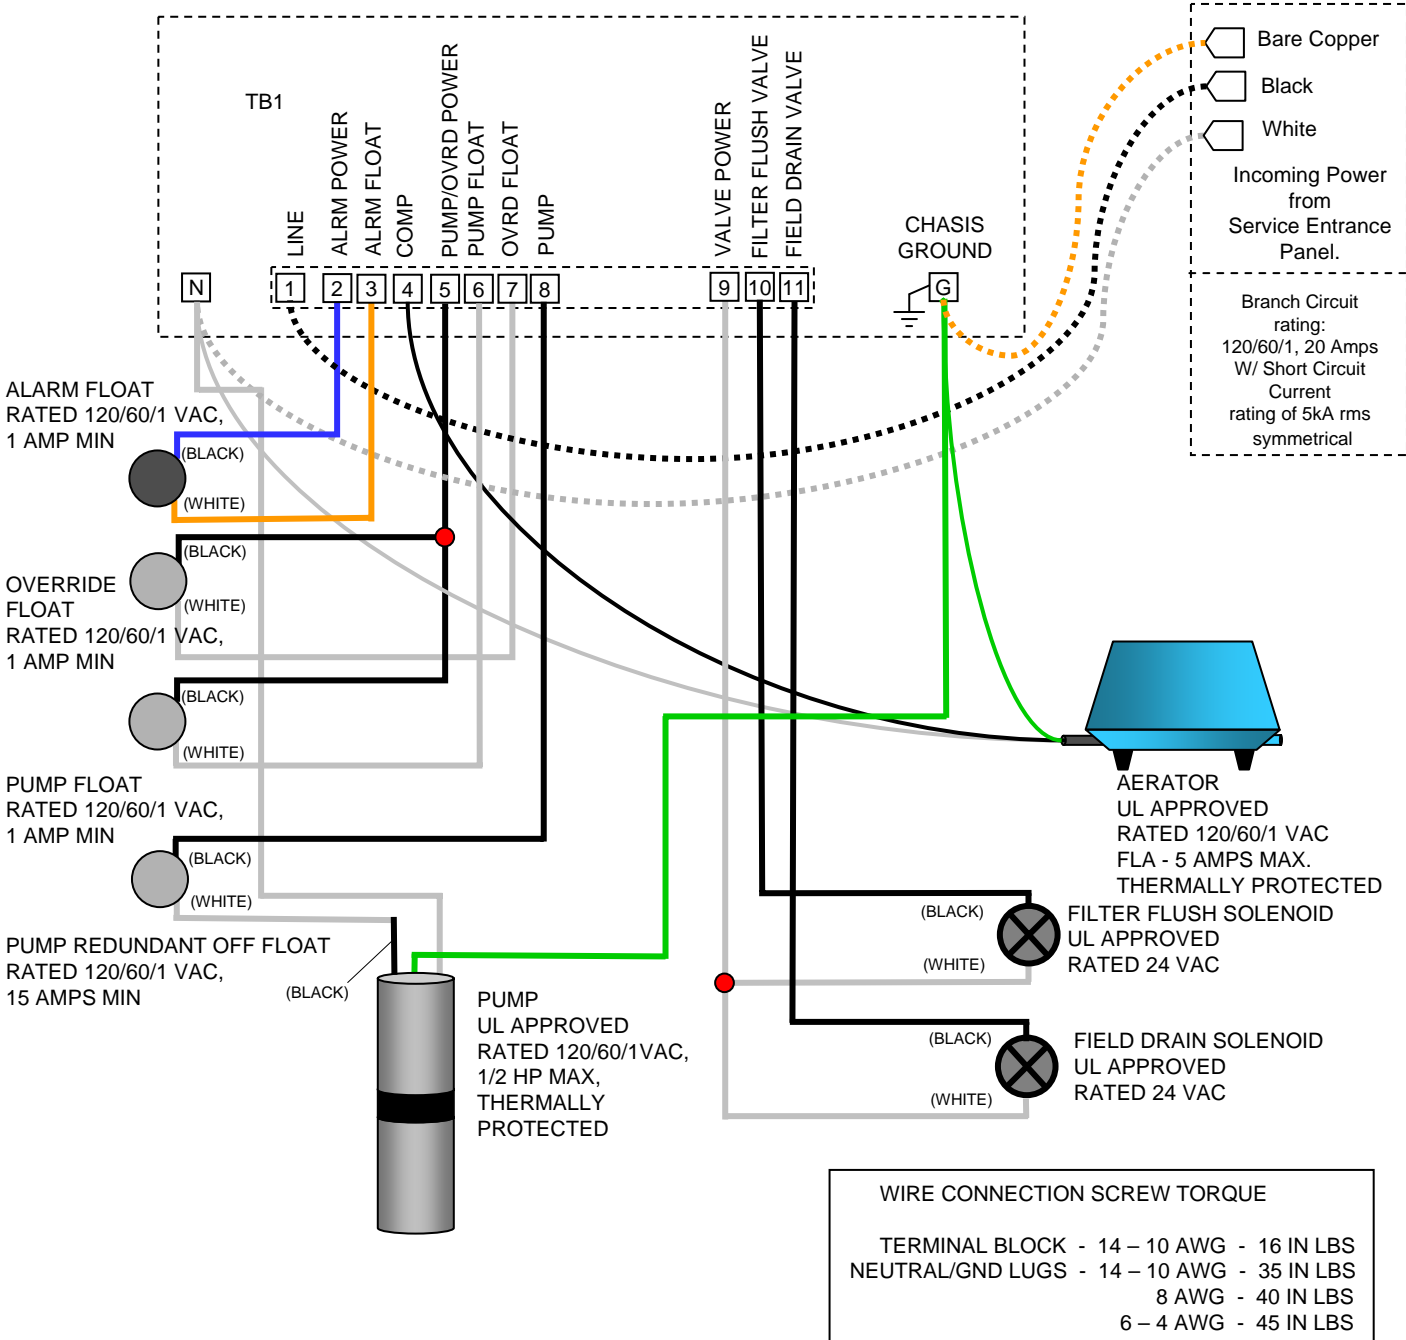 TB1
LINE
ALRM POWER
ALRM FLOAT
COMP
PUMP/OVRD POWER
PUMP FLOAT
OVRD FLOAT
PUMP
VALVE POWER
FILTER FLUSH VALVE
FIELD DRAIN VALVE
CHASIS
GROUND
N
1
2
3
4
5
6
7
8
9
10
11
G
Bare Copper
Black
White
Incoming Power
from
Service Entrance
Panel.
Branch Circuit
rating:
120/60/1, 20 Amps
W/ Short Circuit
Current
rating of 5kA rms
symmetrical
ALARM FLOAT
RATED 120/60/1 VAC,
1 AMP MIN
(BLACK)
(WHITE)
(BLACK)
OVERRIDE
FLOAT
(WHITE)
RATED 120/60/1 VAC,
1 AMP MIN
(BLACK)
(WHITE)
PUMP FLOAT
RATED 120/60/1 VAC,
1 AMP MIN
(BLACK)
(WHITE)
PUMP REDUNDANT OFF FLOAT
RATED 120/60/1 VAC,
15 AMPS MIN
(BLACK)
PUMP
UL APPROVED
RATED 120/60/1VAC,
1/2 HP MAX,
THERMALLY
PROTECTED
AERATOR
UL APPROVED
RATED 120/60/1 VAC
FLA - 5 AMPS MAX.
THERMALLY PROTECTED
(BLACK)
FILTER FLUSH SOLENOID
UL APPROVED
RATED 24 VAC
(WHITE)
(BLACK)
FIELD DRAIN SOLENOID
UL APPROVED
RATED 24 VAC
(WHITE)
WIRE CONNECTION SCREW TORQUE
TERMINAL BLOCK - 14 – 10 AWG - 16 IN LBS
NEUTRAL/GND LUGS - 14 – 10 AWG - 35 IN LBS
8 AWG - 40 IN LBS
6 – 4 AWG - 45 IN LBS